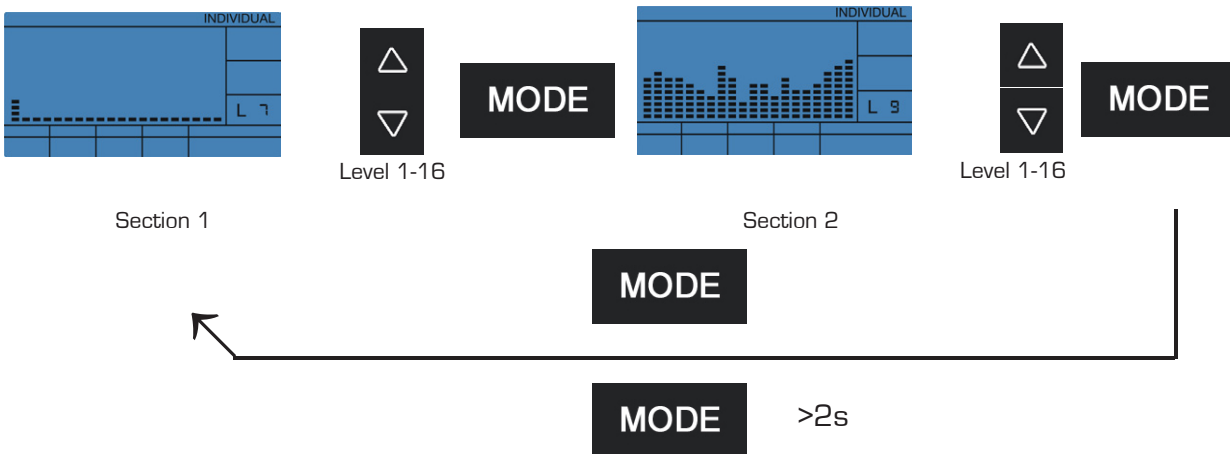 INDIVIDUAL
L 7
Level 1-16
MODE
Section 1
INDIVIDUAL
L 9
Level 1-16
MODE
Section 2
MODE
MODE
>2s